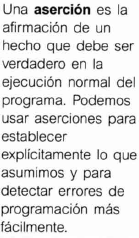 Una aserción es la
afirmación de un
hecho que debe ser
verdadero en la
ejecución normal del
programa. Podemos
usar aserciones para
establecer
explícitamente lo que
asumimos y para
detectar errores de
programación más
fácilmente.